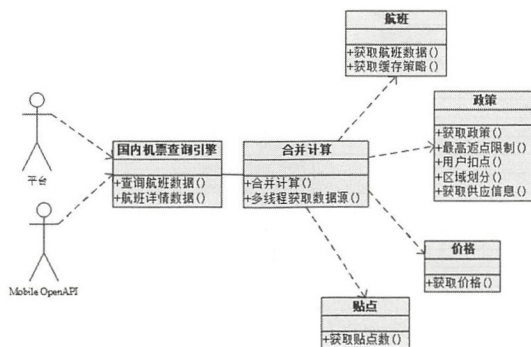 航班
+获取航班数据()
+获取缓存策略()
政策
+获取政策()
+最高返点限制()
+用户扣点()
+区域划分()
+获取供应信息()
国内机票查询引擎
+查询航班数据()
+航班详情数据()
合并计算
+合并计算()
+多线程获取数据源()
平台
Mobile OpenAPI
价格
+获取价格()
贴点
+获取贴点数()